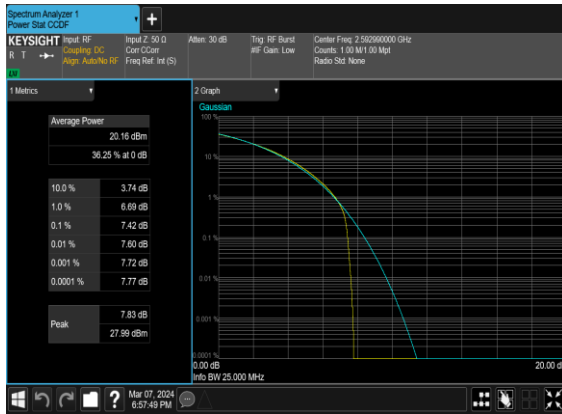 Spectrum Analyzer 1
Power Stat CCDF
+
KEYSIGHT
R T
LXI
Input: RF
Coupling: DC
Align: Auto/No RF
Input Z: 50 Ω
Corr CCorr
Freq Ref: Int (S)
Atten: 30 dB
Trig: RF Burst
#IF Gain: Low
Center Freq: 2.592990000 GHz
Counts: 1.00 M/1.00 Mpt
Radio Std: None
1 Metrics
Average Power
20.16 dBm
36.25 % at 0 dB
10.0 % 3.74 dB
1.0 % 6.69 dB
0.1 % 7.42 dB
0.01 % 7.60 dB
0.001 % 7.72 dB
0.0001 % 7.77 dB
Peak
7.83 dB
27.99 dBm
2 Graph
Gaussian
100 %
10 %
1 %
0.1 %
0.01 %
0.001 %
0.0001 %
0.00 dB
20.00 d
Info BW 25.000 MHz
?
Mar 07, 2024
6:57:49 PM